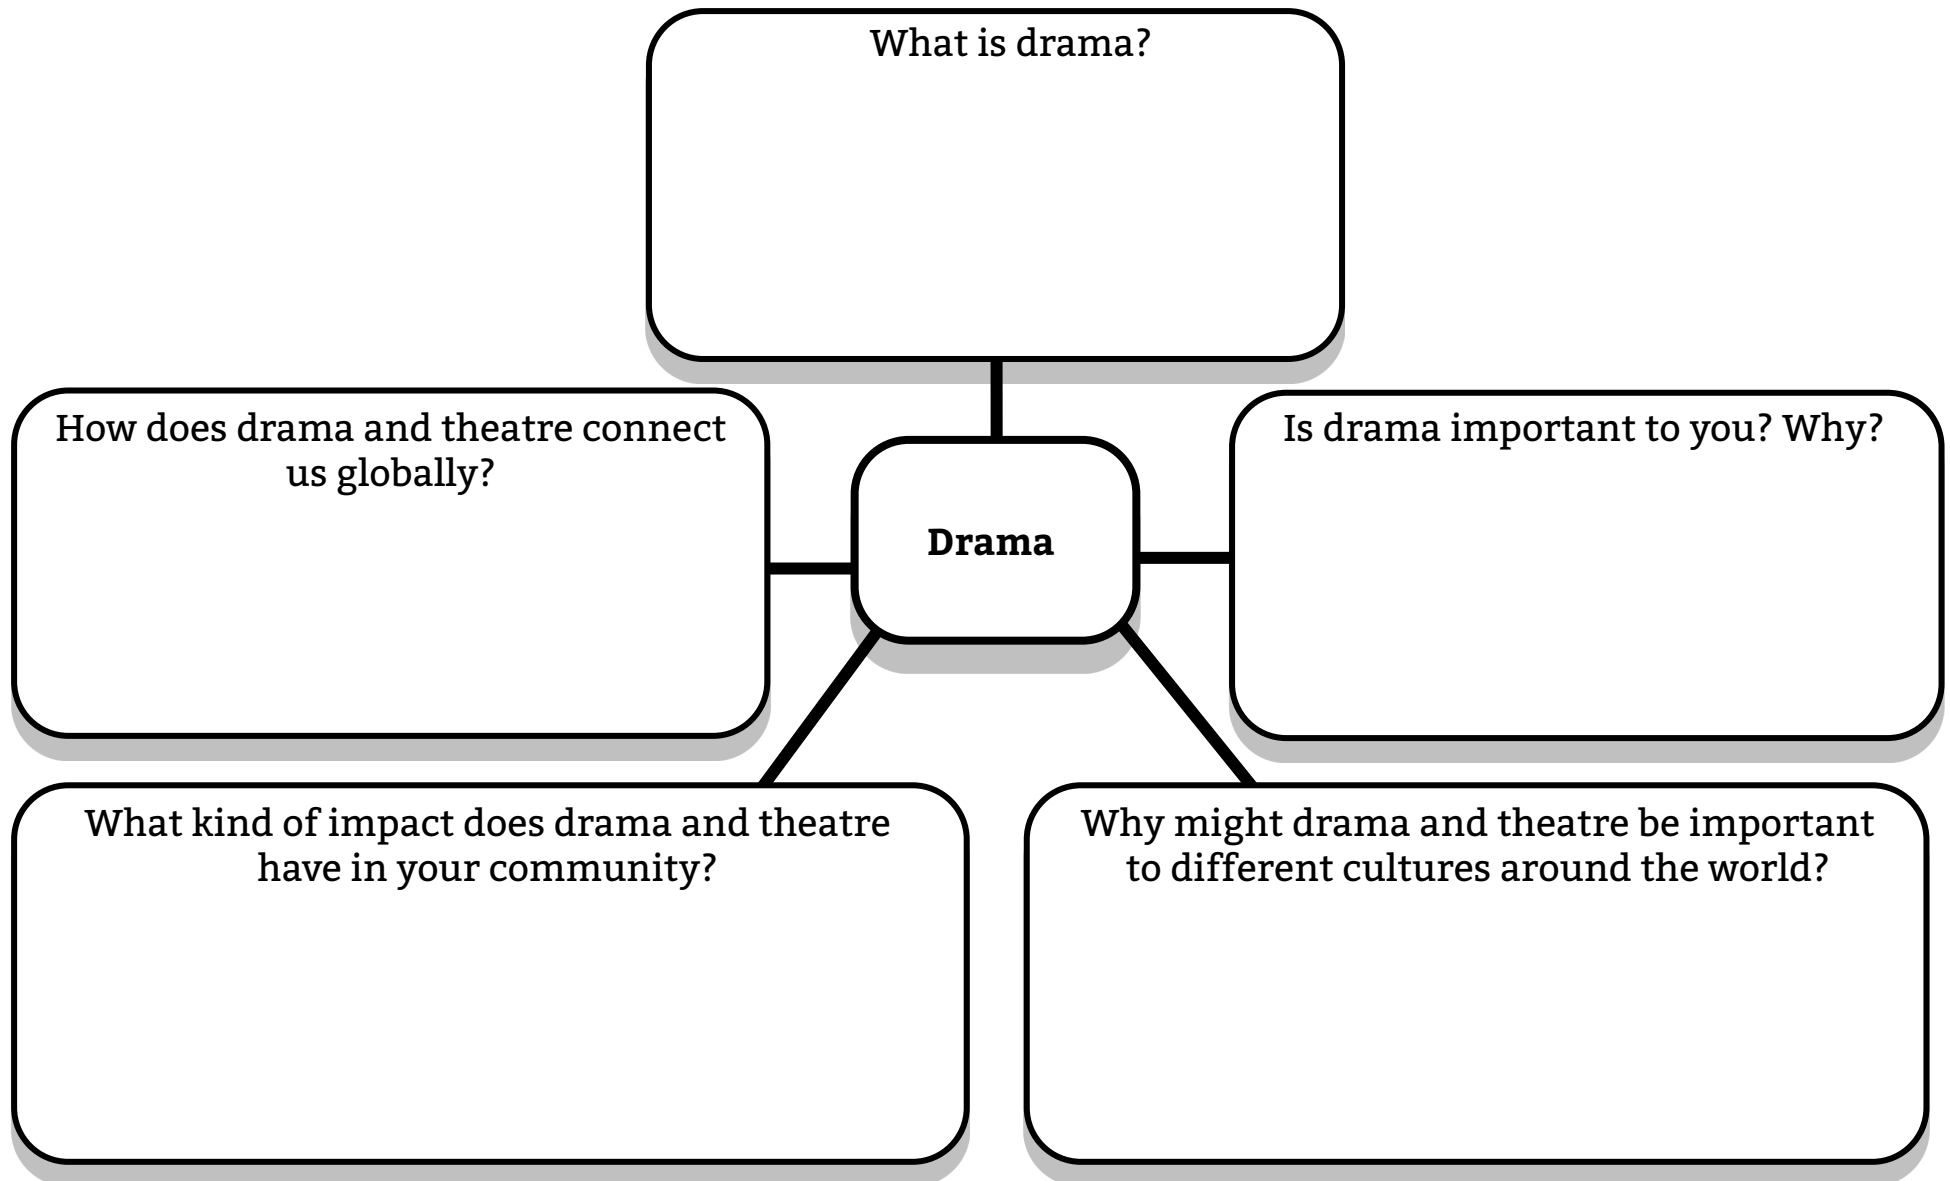 What is drama?
How does drama and theatre connect
us globally?
Is drama important to you? Why?
Drama
What kind of impact does drama and theatre
have in your community?
Why might drama and theatre be important
to different cultures around the world?